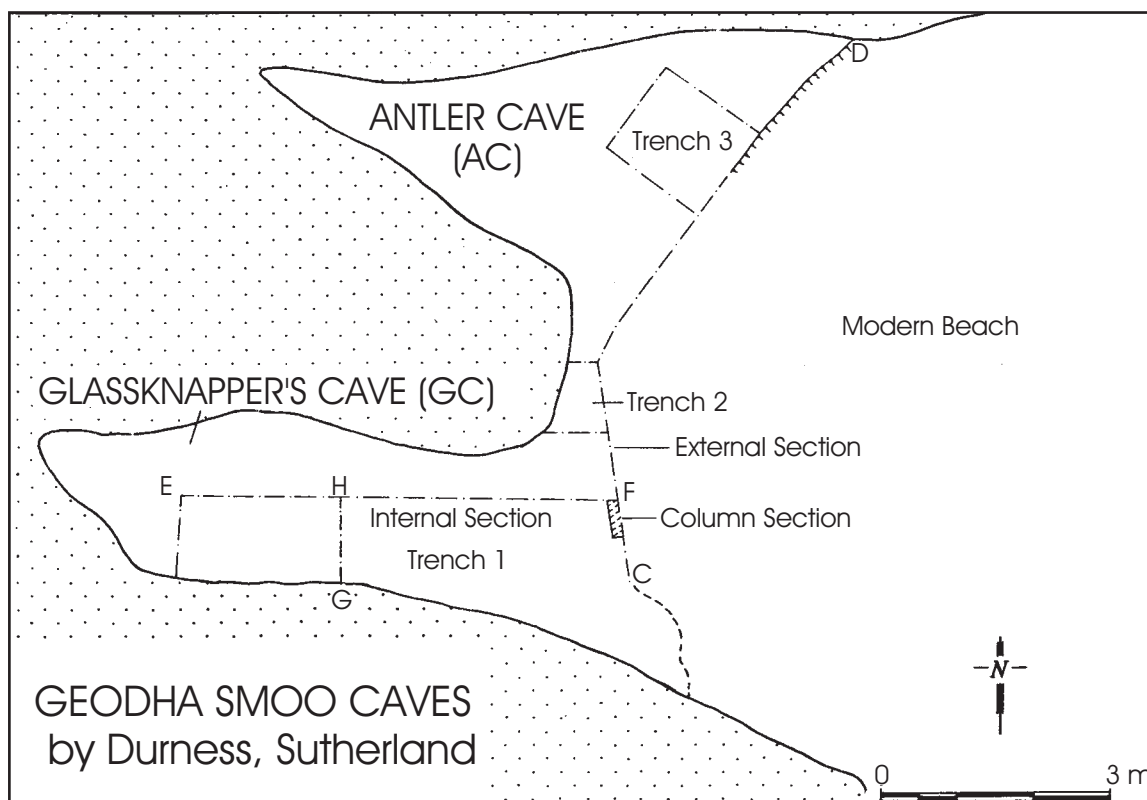 D
ANTLER CAVE
(AC)
Trench 3
Modern Beach
GLASSKNAPPER'S CAVE (GC)
Trench 2
External Section
E
H
F
Internal Section
Column Section
Trench 1
C
G
GEODHA SMOO CAVES
by Durness, Sutherland
N
0
3 m